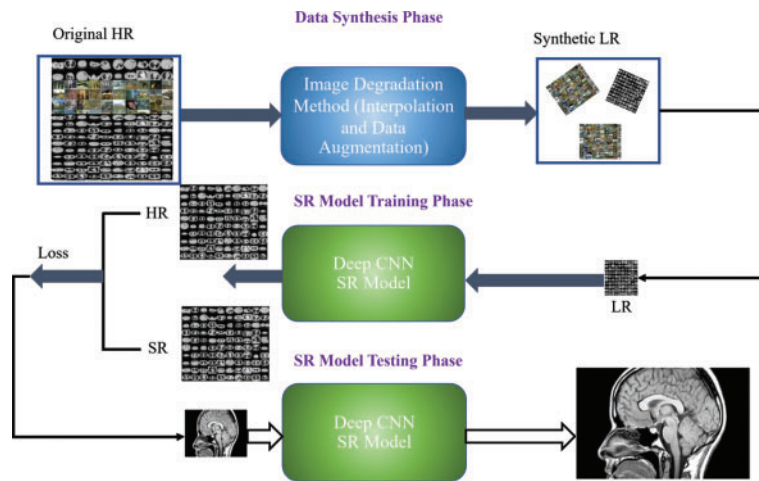 Data Synthesis Phase
Original HR
Synthetic LR
Image Degradation
Method (Interpolation
and Data
Augmentation)
SR Model Training Phase
HR
Loss
Deep CNN
SR Model
LR
SR
SR Model Testing Phase
Deep CNN
SR Model